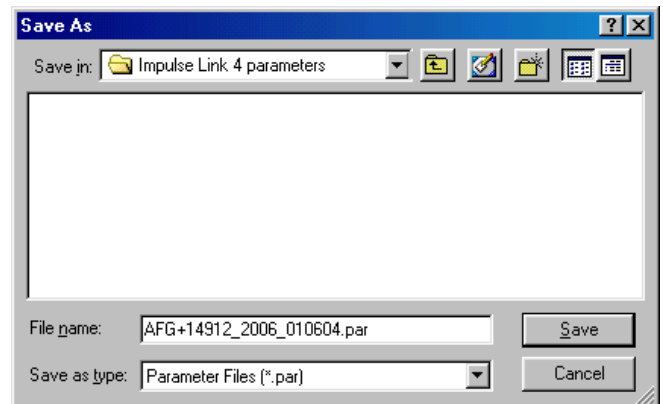 Save As
Save in: Impulse Link 4 parameters
File name: AFG+14912_2006_010604.par Save
Save as type: Parameter Files (*.par) Cancel